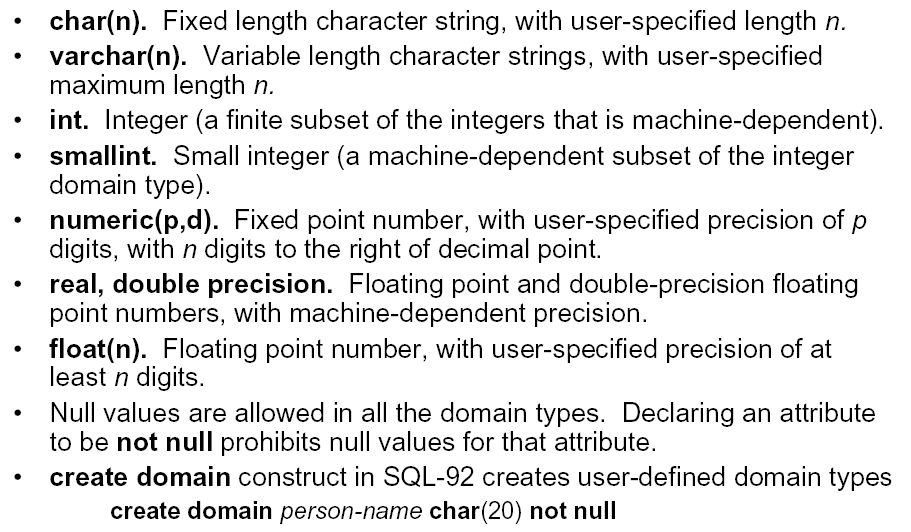 • char(n). Fixed length character string, with user-specified length n.
• varchar(n). Variable length character strings, with user-specified
maximum length n.
• int. Integer (a finite subset of the integers that is machine-dependent).
• smallint. Small integer (a machine-dependent subset of the integer
domain type).
• numeric(p,d). Fixed point number, with user-specified precision of p
digits, with n digits to the right of decimal point.
• real, double precision. Floating point and double-precision floating
point numbers, with machine-dependent precision.
• float(n). Floating point number, with user-specified precision of at
least n digits.
• Null values are allowed in all the domain types. Declaring an attribute
to be not null prohibits null values for that attribute.
• create domain construct in SQL-92 creates user-defined domain types
create domain person-name char(20) not null